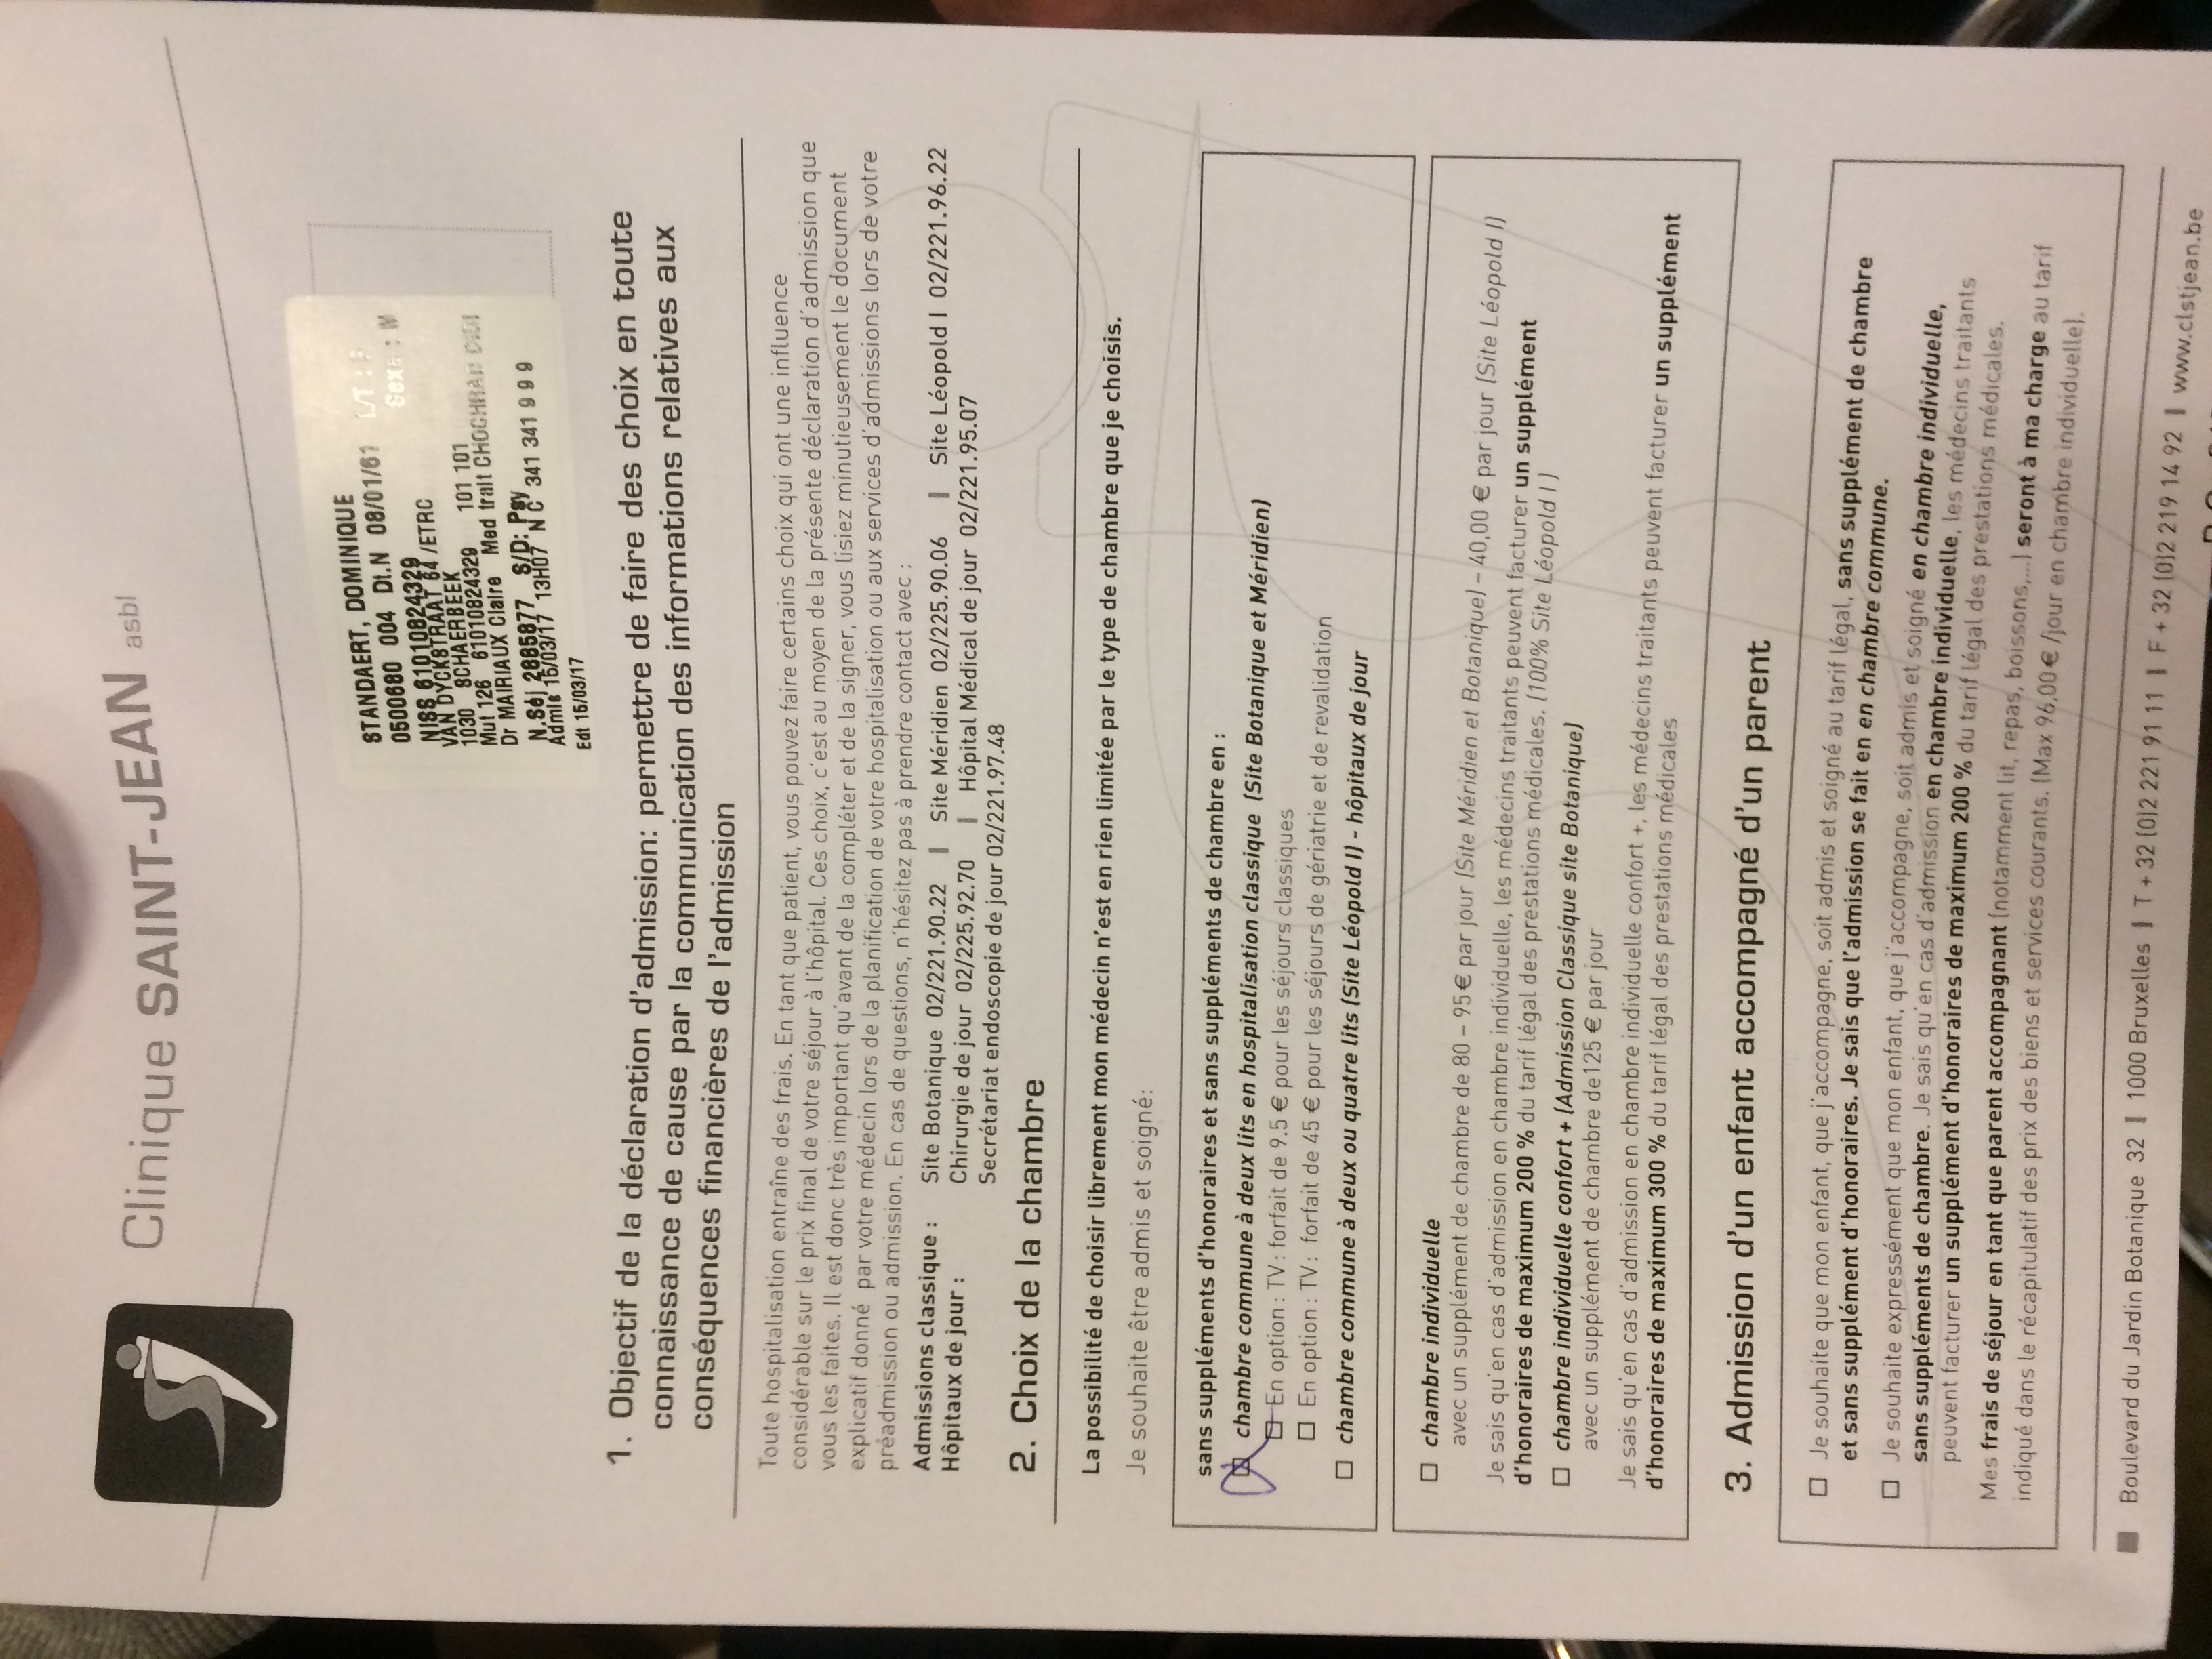 Clinique SAINT-JEAN asbl
STANDAERT, DOMINIQUE
0500680 004 Dt.N 08/01/61 L/T : F
Sexe : M
NISS 61010824329
VAN DYCKSTRAAT 64 /ETRC
1030 SCHAERBEEK
Mut 126 61010824329 101 101
Dr MAIRIAUX Claire Med trait CHOCHRAD DIDI
N.Séj 2885877 S/D: Psy
Admis 15/03/17 13H07 N C 341 341 9 9 9
Edt 15/03/17
1. Objectif de la déclaration d'admission: permettre de faire des choix en toute
connaissance de cause par la communication des informations relatives aux
conséquences financières de l'admission
Toute hospitalisation entraîne des frais. En tant que patient, vous pouvez faire certains choix qui ont une influence
considérable sur le prix final de votre séjour à l'hôpital. Ces choix, c'est au moyen de la présente déclaration d'admission que
vous les faites. Il est donc très important qu'avant de la compléter et de la signer, vous lisiez minutieusement le document
explicatif donné par votre médecin lors de la planification de votre hospitalisation ou aux services d'admissions lors de votre
préadmission ou admission. En cas de questions, n'hésitez pas à prendre contact avec :
Admissions classique : Site Botanique 02/221.90.22 | Site Méridien 02/225.90.06 | Site Léopold I 02/221.96.22
Hôpitaux de jour : Chirurgie de jour 02/225.92.70 | Hôpital Médical de jour 02/221.95.07
Secrétariat endoscopie de jour 02/221.97.48
2. Choix de la chambre
La possibilité de choisir librement mon médecin n'est en rien limitée par le type de chambre que je choisis.
Je souhaite être admis et soigné:
sans suppléments d'honoraires et sans suppléments de chambre en :
chambre commune à deux lits en hospitalisation classique (Site Botanique et Méridien)
En option : TV : forfait de 9.5 € pour les séjours classiques
En option : TV : forfait de 45 € pour les séjours de gériatrie et de revalidation
chambre commune à deux ou quatre lits (Site Léopold I) - hôpitaux de jour
chambre individuelle
avec un supplément de chambre de 80 – 95 € par jour (Site Méridien et Botanique) – 40,00 € par jour (Site Léopold I)
Je sais qu'en cas d'admission en chambre individuelle, les médecins traitants peuvent facturer un supplément
d'honoraires de maximum 200 % du tarif légal des prestations médicales. (100% Site Léopold I )
chambre individuelle confort + (Admission Classique site Botanique)
avec un supplément de chambre de125 € par jour
Je sais qu'en cas d'admission en chambre individuelle confort +, les médecins traitants peuvent facturer un supplément
d'honoraires de maximum 300 % du tarif légal des prestations médicales
3. Admission d'un enfant accompagné d'un parent
Je souhaite que mon enfant, que j'accompagne, soit admis et soigné au tarif légal, sans supplément de chambre
et sans supplément d'honoraires. Je sais que l'admission se fait en en chambre commune.
Je souhaite expressément que mon enfant, que j'accompagne, soit admis et soigné en chambre individuelle,
sans suppléments de chambre. Je sais qu'en cas d'admission en chambre individuelle, les médecins traitants
peuvent facturer un supplément d'honoraires de maximum 200 % du tarif légal des prestations médicales.
Mes frais de séjour en tant que parent accompagnant (notamment lit, repas, boissons,...) seront à ma charge au tarif
indiqué dans le récapitulatif des prix des biens et services courants. (Max 96,00 € /jour en chambre individuelle).
Boulevard du Jardin Botanique 32 | 1000 Bruxelles | T + 32 (0)2 221 91 11 | F + 32 (0)2 219 14 92 | www.clstjean.be